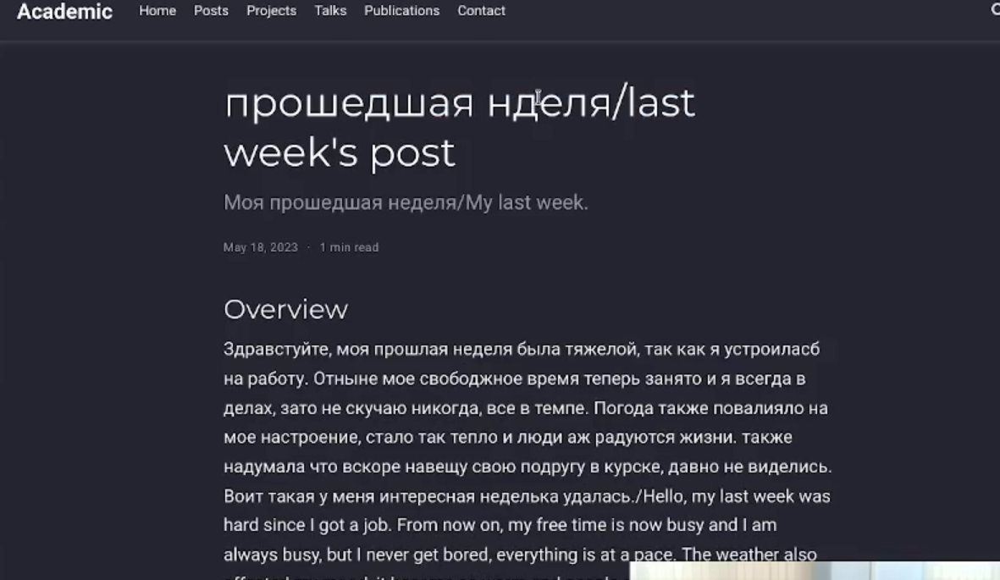 Academic Home Posts Projects Talks Publications Contact
прошедшая нделя/last
week's post
Моя прошедшая неделя/My last week.
May 18, 2023 · 1 min read
Overview
Здравстуйте, моя прошлая неделя была тяжелой, так как я устроиласб
на работу. Отныне мое свободжное время теперь занято и я всегда в
делах, зато не скучаю никогда, все в темпе. Погода также повалияло на
мое настроение, стало так тепло и люди аж радуются жизни. также
надумала что вскоре навещу свою подругу в курске, давно не виделись.
Воит такая у меня интересная неделька удалась./Hello, my last week was
hard since I got a job. From now on, my free time is now busy and I am
always busy, but I never get bored, everything is at a pace. The weather also